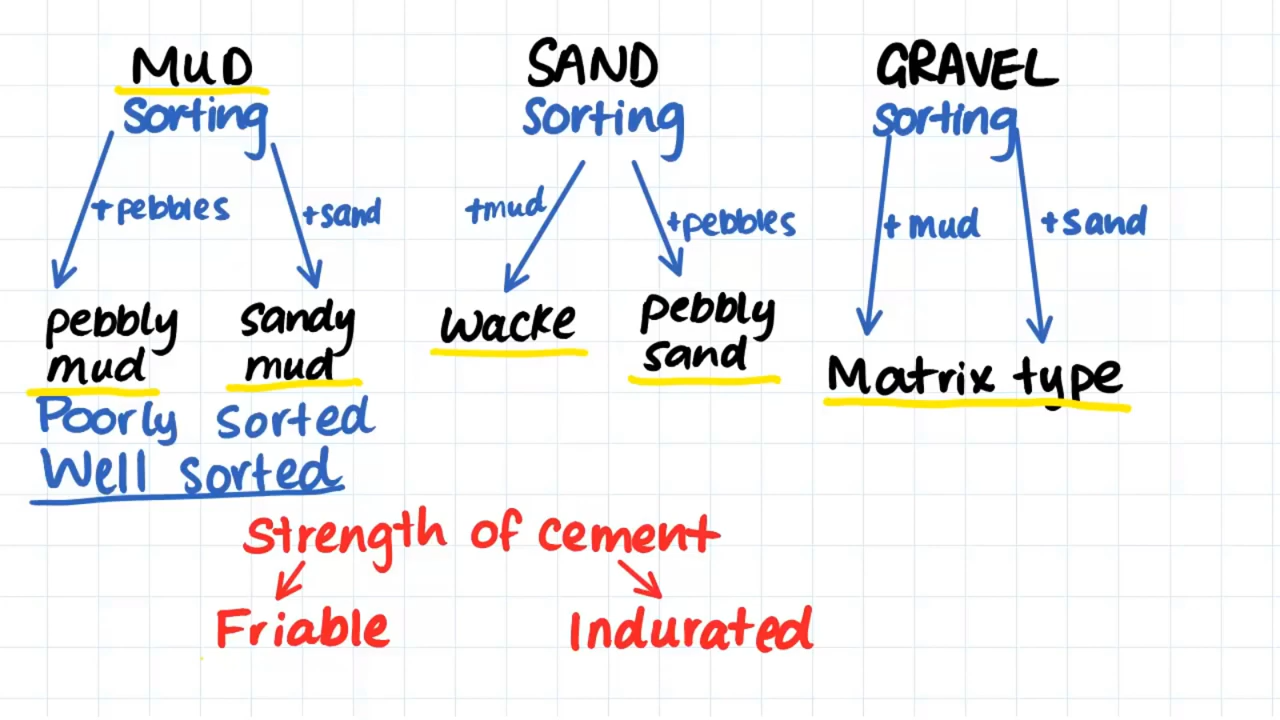 MUD
Sorting
+pebbles
+sand
pebbly
mud
sandy
mud
Poorly sorted
Well sorted
SAND
Sorting
+mud
+pebbles
Wacke
pebbly
sand
GRAVEL
sorting
+ mud
+sand
Matrix type
Strength of cement
Friable
Indurated